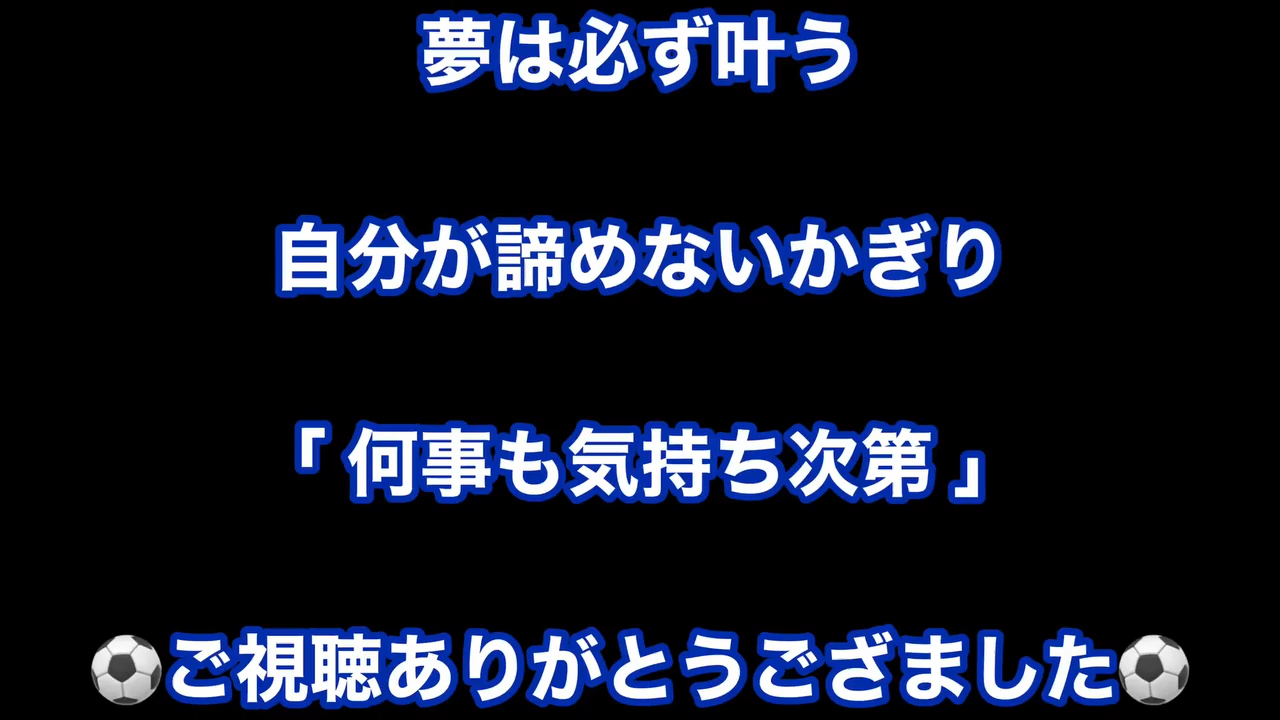 夢は必ず叶う
自分が諦めないかぎり
「 何事も気持ち次第 」
⚽ご視聴ありがとうござました⚽